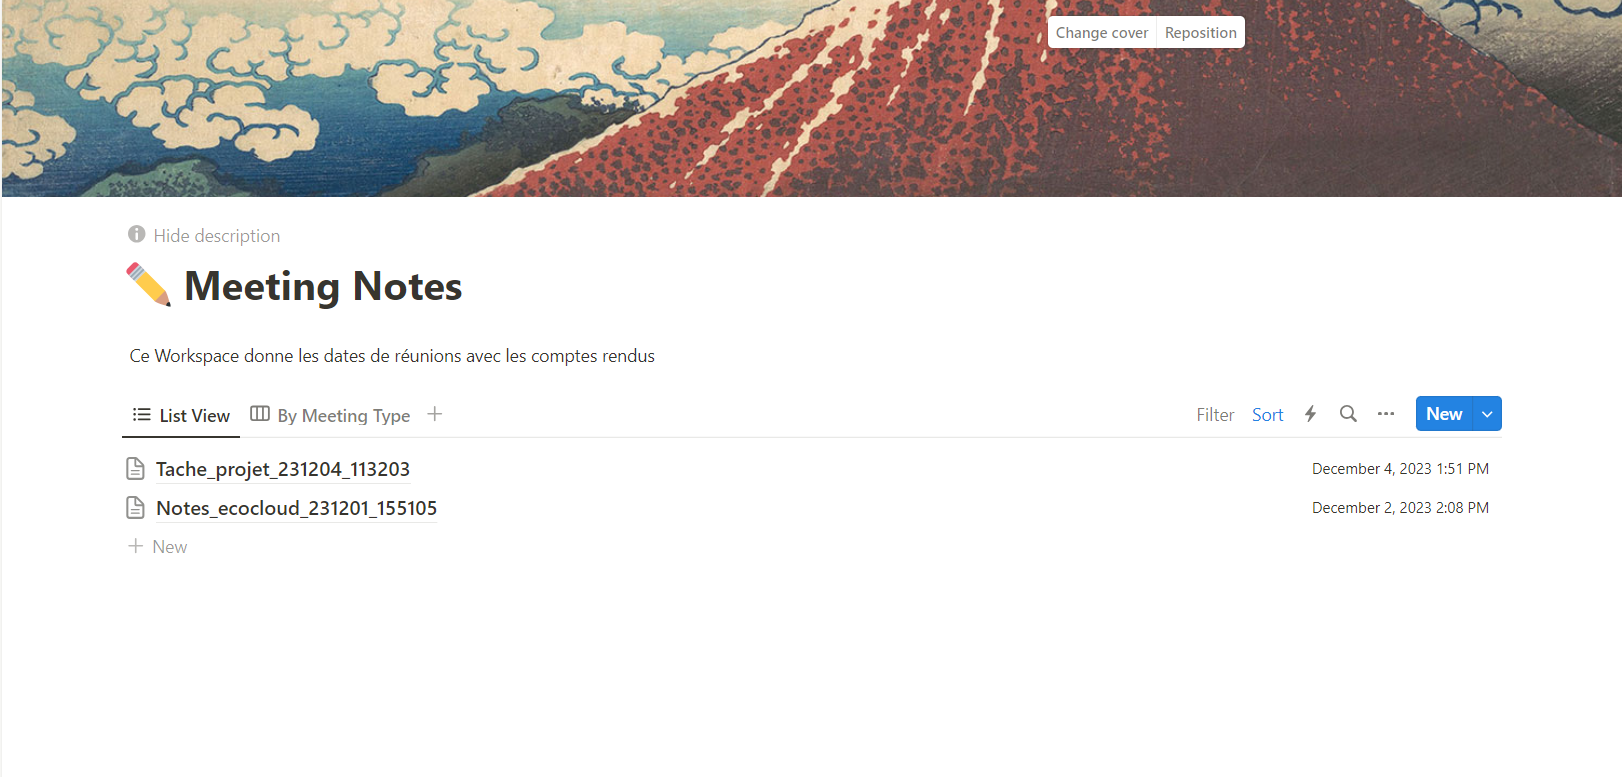 Change cover Reposition
Hide description
Meeting Notes
Ce Workspace donne les dates de réunions avec les comptes rendus
List View By Meeting Type Filter Sort New
Tache_projet_231204_113203 December 4, 2023 1:51 PM
Notes_ecocloud_231201_155105 December 2, 2023 2:08 PM
New